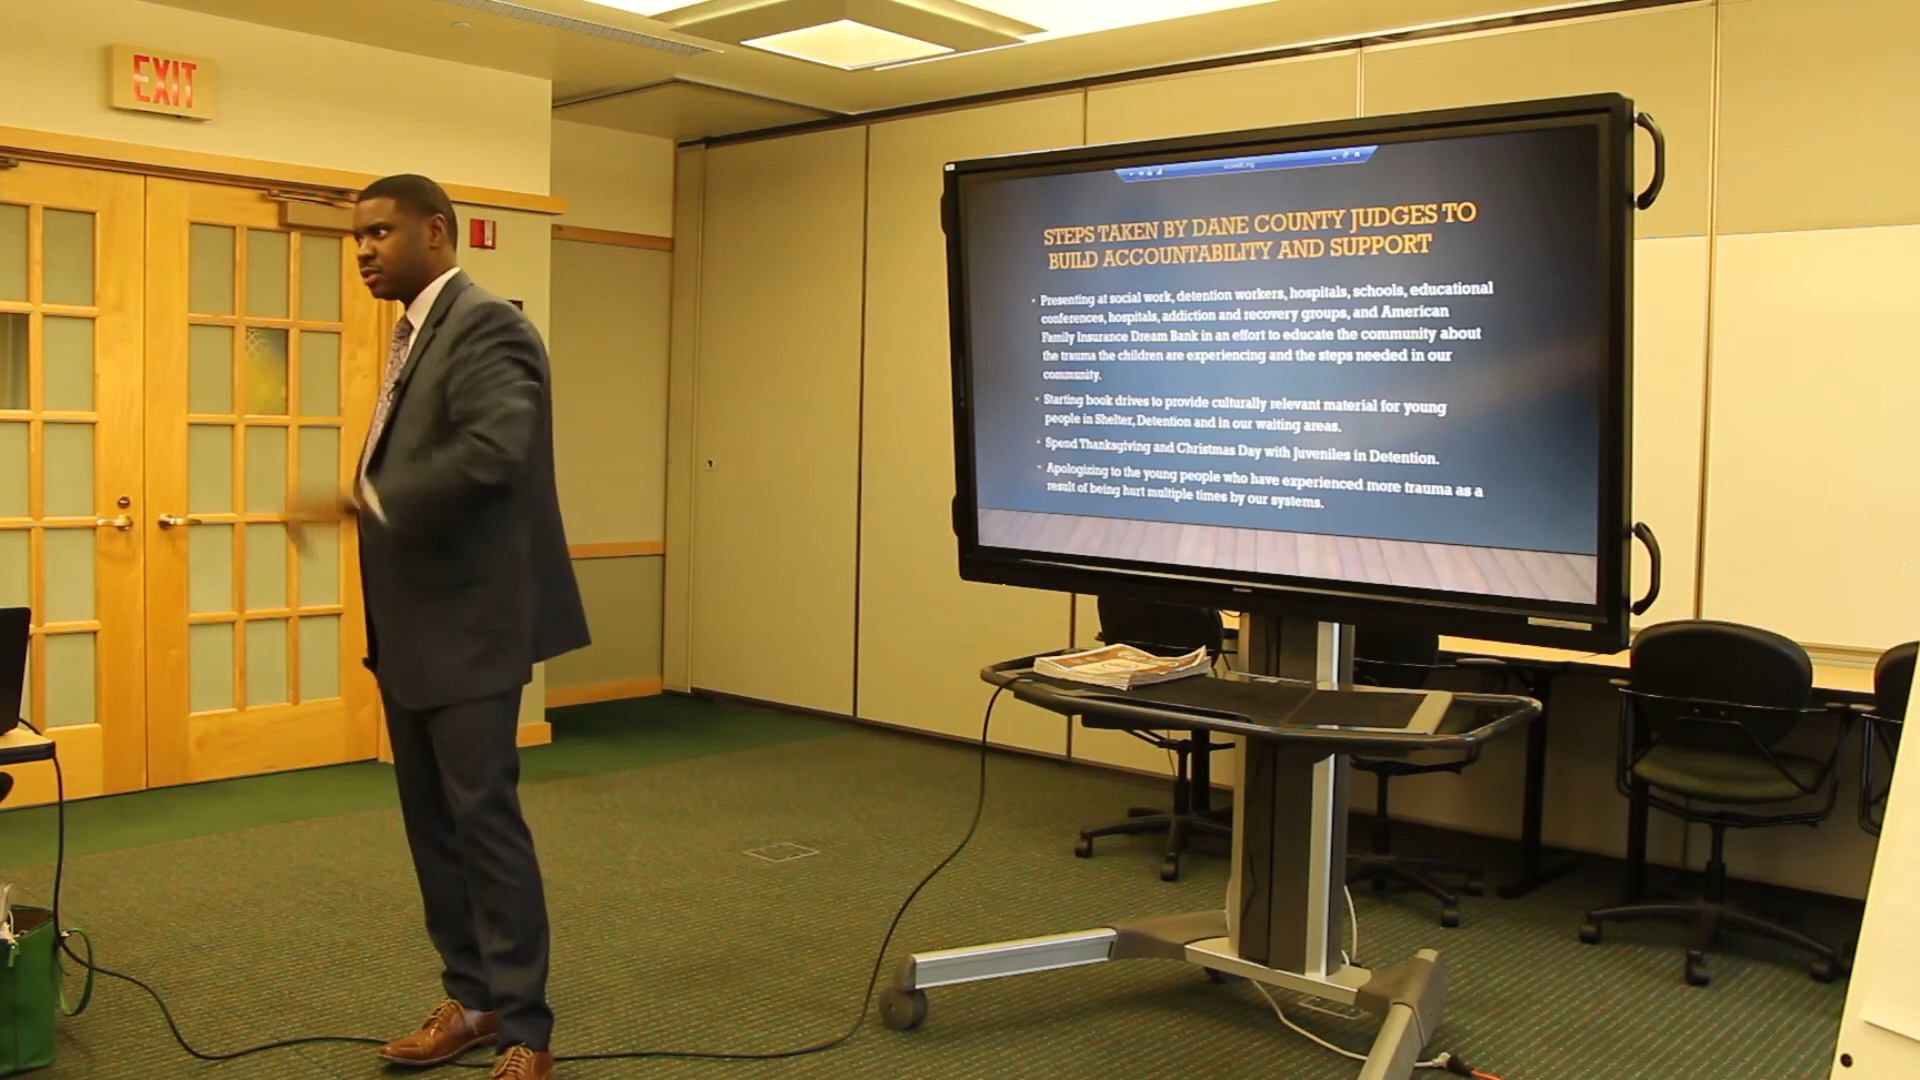 EXIT
STEPS TAKEN BY DANE COUNTY JUDGES TO
BUILD ACCOUNTABILITY AND SUPPORT
• Presenting at social work, detention workers, hospitals, schools, educational
conferences, hospitals, addiction and recovery groups, and American
Family Insurance Dream Bank in an effort to educate the community about
the trauma the children are experiencing and the steps needed in our
community.
• Starting book drives to provide culturally relevant material for young
people in Shelter, Detention and in our waiting areas.
• Spend Thanksgiving and Christmas Day with Juveniles in Detention.
• Apologizing to the young people who have experienced more trauma as a
result of being hurt multiple times by our systems.